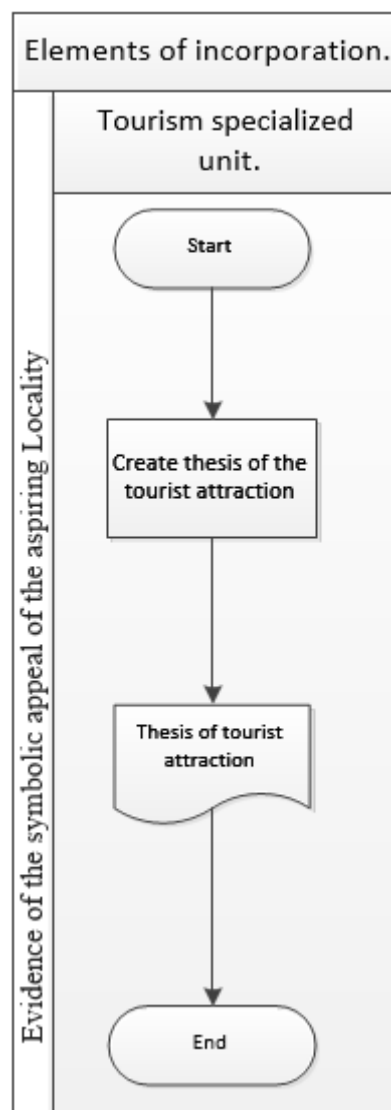 Elements of incorporation.
Tourism specialized
unit.
Evidence of the symbolic appeal of the aspiring Locality
Start
Create thesis of the
tourist attraction
Thesis of tourist
attraction
End